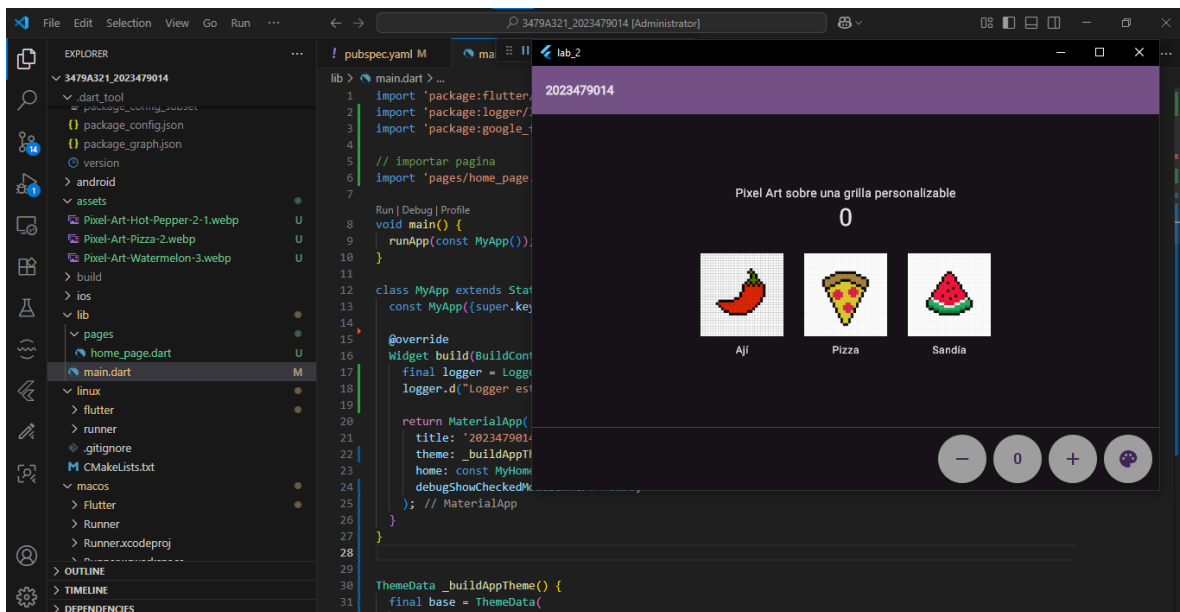 File Edit Selection View Go Run ···
3479A321_2023479014 [Administrator]
EXPLORER
3479A321_2023479014
.dart_tool
package_config_subset
package_config.json
package_graph.json
version
android
assets
Pixel-Art-Hot-Pepper-2-1.webp U
Pixel-Art-Pizza-2.webp U
Pixel-Art-Watermelon-3.webp U
build
ios
lib
pages
home_page.dart U
main.dart M
linux
flutter
runner
.gitignore
CMakeLists.txt
macos
Flutter
Runner
Runner.xcodeproj
OUTLINE
TIMELINE
DEPENDENCIES
14
1
pubspec.yaml M
mai
lib > main.dart > ...
1 import 'package:flutter/
2 import 'package:logger/
3 import 'package:google_
4
5 // importar pagina
6 import 'pages/home_page.
7
Run | Debug | Profile
8 void main() {
9 runApp(const MyApp());
10 }
11
12 class MyApp extends Stat
13 const MyApp({super.key
14
15 @override
16 Widget build(BuildCont
17 final logger = Logge
18 logger.d("Logger est
19
20 return MaterialApp(
21 title: '2023479014
22 theme: _buildAppTh
23 home: const MyHome
24 debugShowCheckedMo
25 ); // MaterialApp
26 }
27 }
28
29
30 ThemeData _buildAppTheme() {
31 final base = ThemeData(
lab_2
2023479014
Pixel Art sobre una grilla personalizable
0
Ají Pizza Sandía
− 0 +